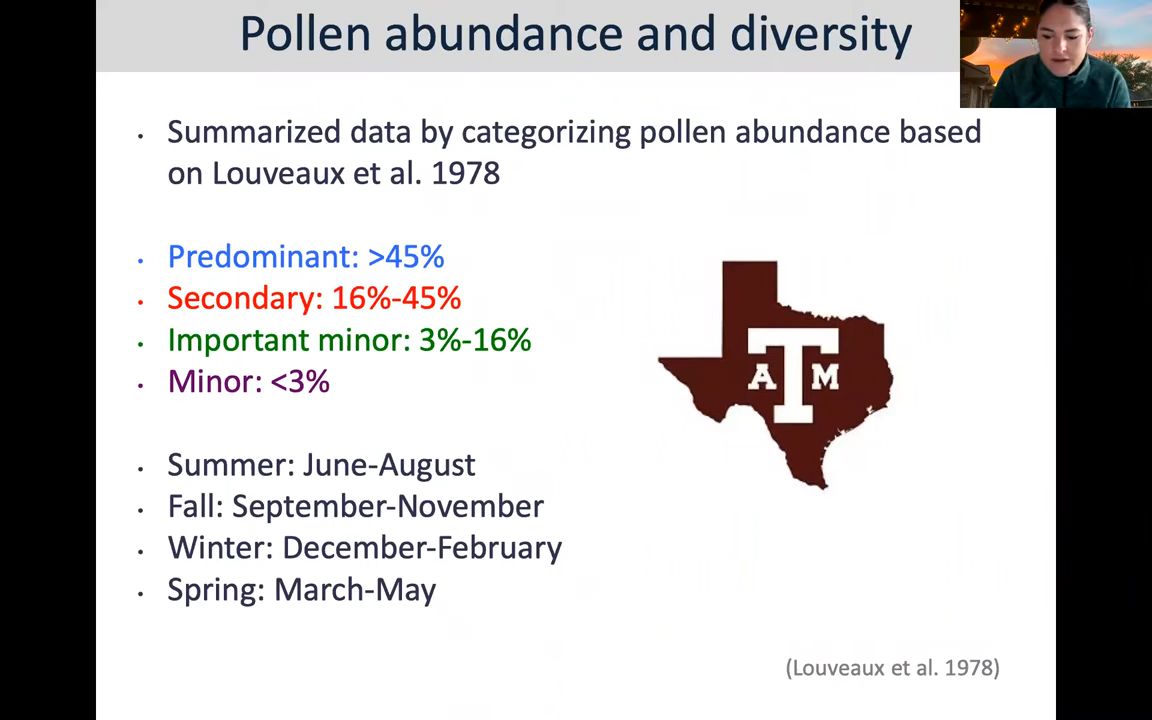 Pollen abundance and diversity
• Summarized data by categorizing pollen abundance based
on Louveaux et al. 1978
• Predominant: >45%
• Secondary: 16%-45%
• Important minor: 3%-16%
• Minor: <3%
A T M
• Summer: June-August
• Fall: September-November
• Winter: December-February
• Spring: March-May
(Louveaux et al. 1978)